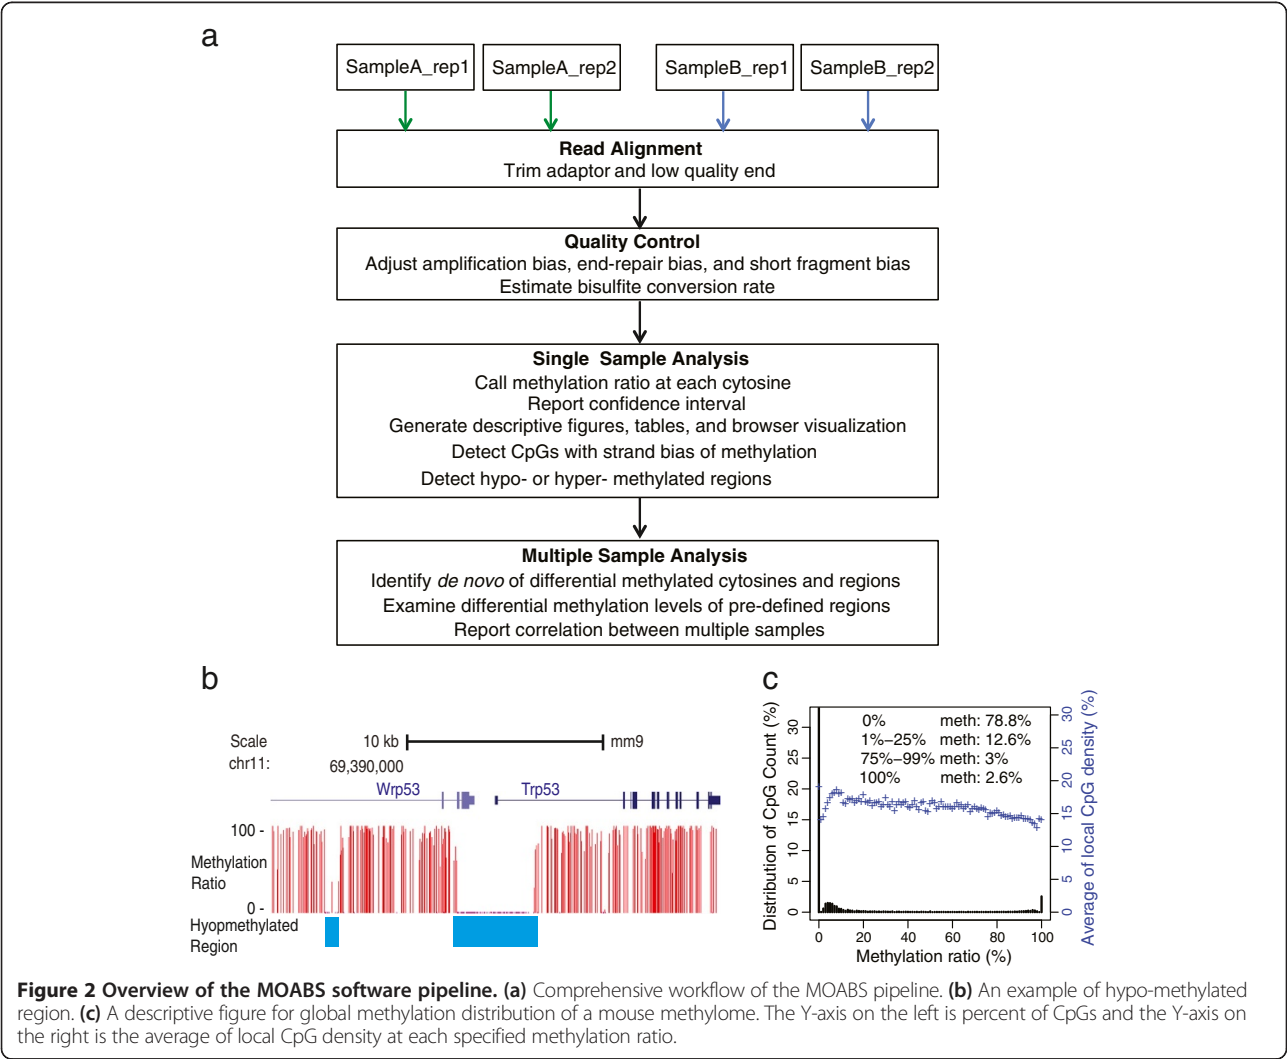 a
SampleA_rep1 SampleA_rep2 SampleB_rep1 SampleB_rep2
Read Alignment
Trim adaptor and low quality end
Quality Control
Adjust amplification bias, end-repair bias, and short fragment bias
Estimate bisulfite conversion rate
Single Sample Analysis
Call methylation ratio at each cytosine
Report confidence interval
Generate descriptive figures, tables, and browser visualization
Detect CpGs with strand bias of methylation
Detect hypo- or hyper- methylated regions
Multiple Sample Analysis
Identify de novo of differential methylated cytosines and regions
Examine differential methylation levels of pre-defined regions
Report correlation between multiple samples
b
Scale 10 kb mm9
chr11: 69,390,000
Wrp53 Trp53
100 -
Methylation
Ratio
0 -
Hypomethylated
Region
c
Distribution of CpG Count (%)
30
25
20
15
10
5
0
0% meth: 78.8%
1%–25% meth: 12.6%
75%–99% meth: 3%
100% meth: 2.6%
30
25
20
15
10
5
0
Average of local CpG density (%)
0 20 40 60 80 100
Methylation ratio (%)
Figure 2 Overview of the MOABS software pipeline. (a) Comprehensive workflow of the MOABS pipeline. (b) An example of hypo-methylated
region. (c) A descriptive figure for global methylation distribution of a mouse methylome. The Y-axis on the left is percent of CpGs and the Y-axis on
the right is the average of local CpG density at each specified methylation ratio.